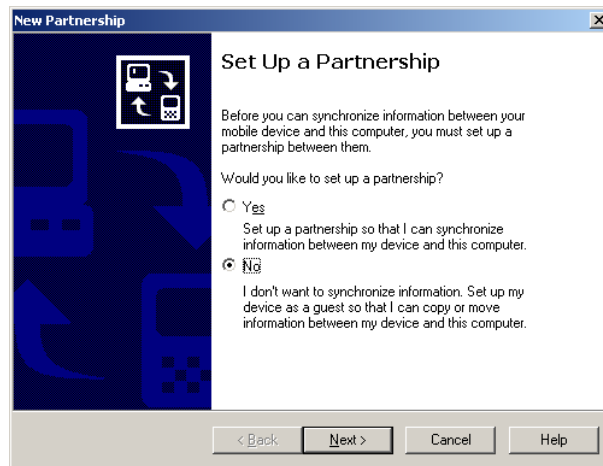 New Partnership
Set Up a Partnership
Before you can synchronize information between your
mobile device and this computer, you must set up a
partnership between them.
Would you like to set up a partnership?
Yes
Set up a partnership so that I can synchronize
information between my device and this computer.
No
I don't want to synchronize information. Set up my
device as a guest so that I can copy or move
information between my device and this computer.
< Back
Next >
Cancel
Help